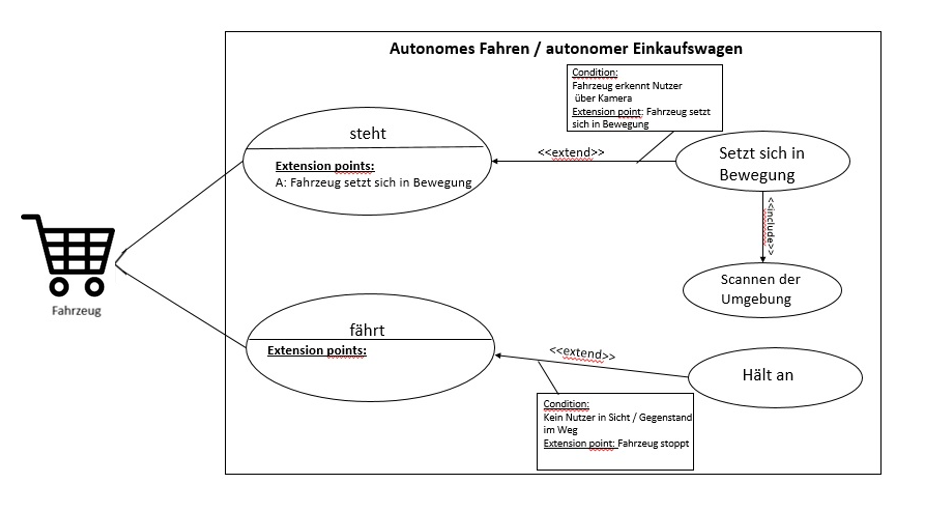 Autonomes Fahren / autonomer Einkaufswagen
Condition:
Fahrzeug erkennt Nutzer
über Kamera
Extension point: Fahrzeug setzt
sich in Bewegung
steht
Extension points:
A: Fahrzeug setzt sich in Bewegung
<<extend>>
Setzt sich in
Bewegung
<<include>>
Scannen der
Umgebung
Fahrzeug
fährt
Extension points:
<<extend>>
Hält an
Condition:
Kein Nutzer in Sicht / Gegenstand
im Weg
Extension point: Fahrzeug stoppt